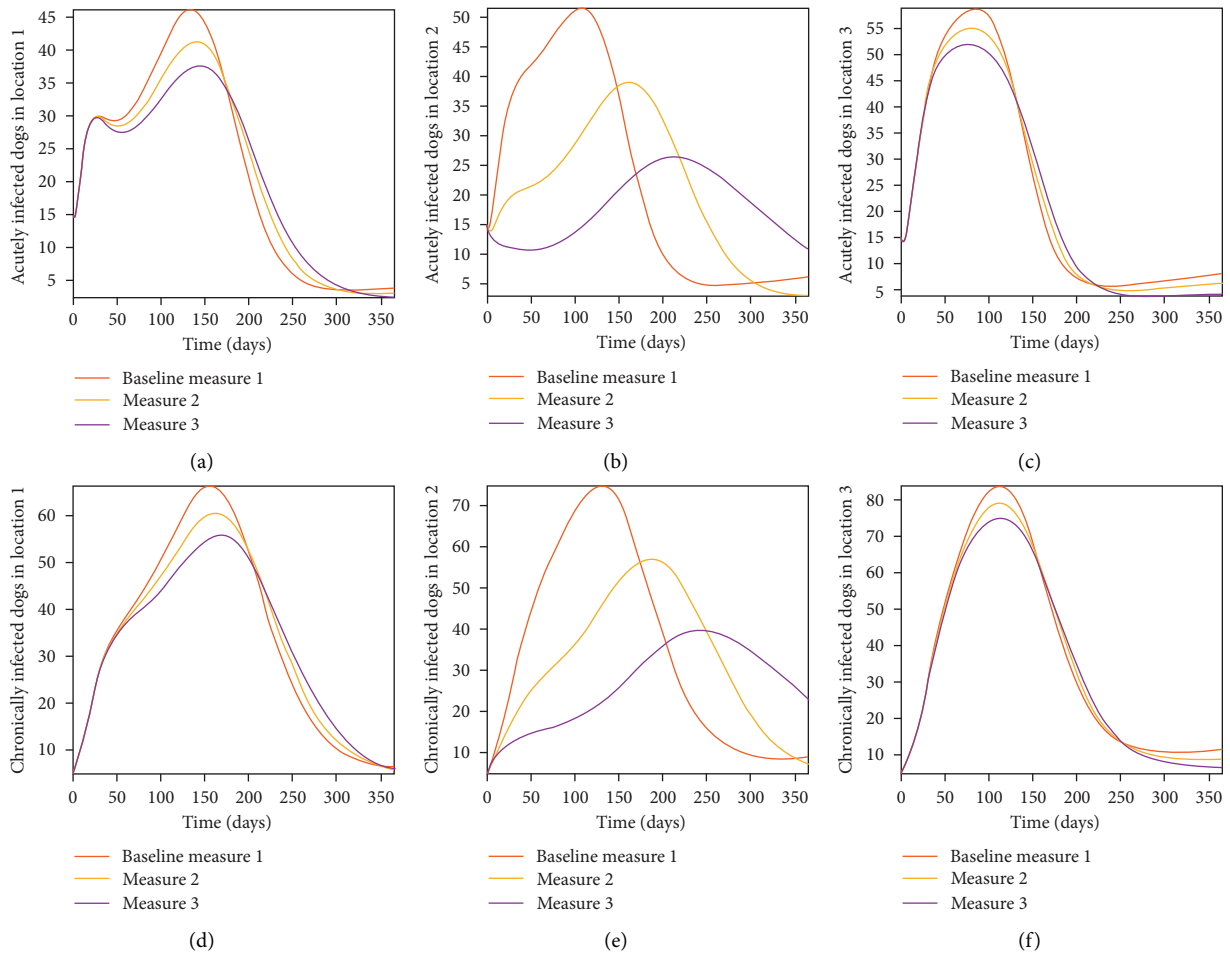 Acutely infected dogs in location 1
45
40
35
30
25
20
15
10
5
0 50 100 150 200 250 300 350
Time (days)
Baseline measure 1
Measure 2
Measure 3
(a)
Acutely infected dogs in location 2
50
45
40
35
30
25
20
15
10
5
0 50 100 150 200 250 300 350
Time (days)
Baseline measure 1
Measure 2
Measure 3
(b)
Acutely infected dogs in location 3
55
50
45
40
35
30
25
20
15
10
5
0 50 100 150 200 250 300 350
Time (days)
Baseline measure 1
Measure 2
Measure 3
(c)
Chronically infected dogs in location 1
60
50
40
30
20
10
0 50 100 150 200 250 300 350
Time (days)
Baseline measure 1
Measure 2
Measure 3
(d)
Chronically infected dogs in location 2
70
60
50
40
30
20
10
0 50 100 150 200 250 300 350
Time (days)
Baseline measure 1
Measure 2
Measure 3
(e)
Chronically infected dogs in location 3
80
70
60
50
40
30
20
10
0 50 100 150 200 250 300 350
Time (days)
Baseline measure 1
Measure 2
Measure 3
(f)